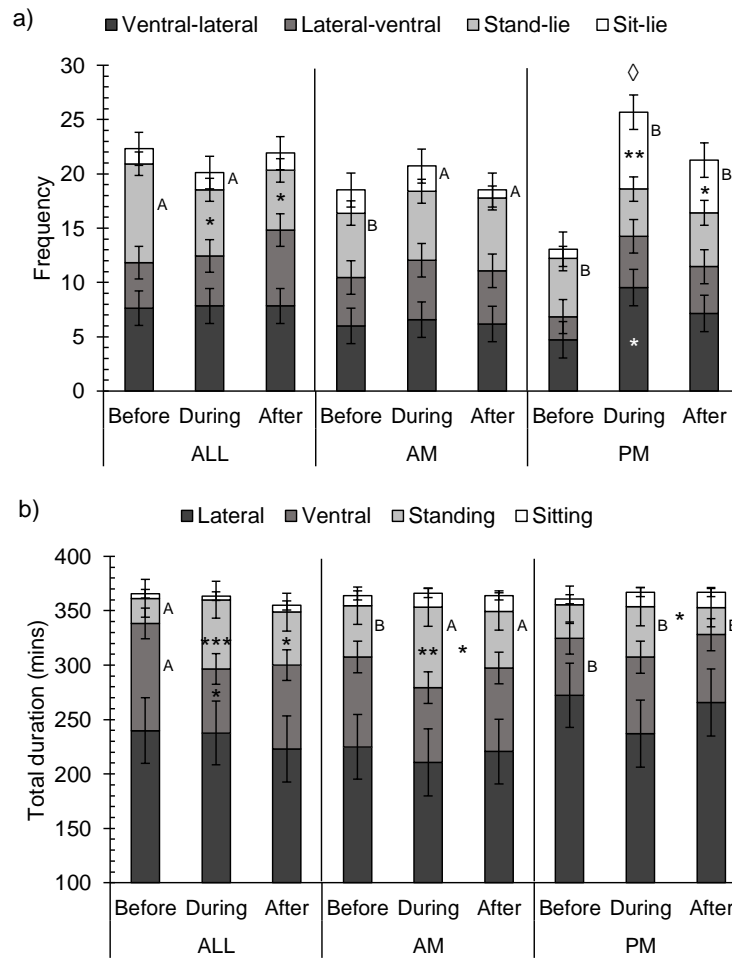 a)
Ventral-lateral Lateral-ventral Stand-lie Sit-lie
30
25
20
15
10
5
0
Frequency
A
*
A
*
B
A
A
B
◊
**
B
*
*
B
Before During After Before During After Before During After
ALL AM PM
b)
Lateral Ventral Standing Sitting
400
350
300
250
200
150
100
Total duration (mins)
A
A
***
*
*
B
**
A
*
A
B
B
*
B
Before During After Before During After Before During After
ALL AM PM